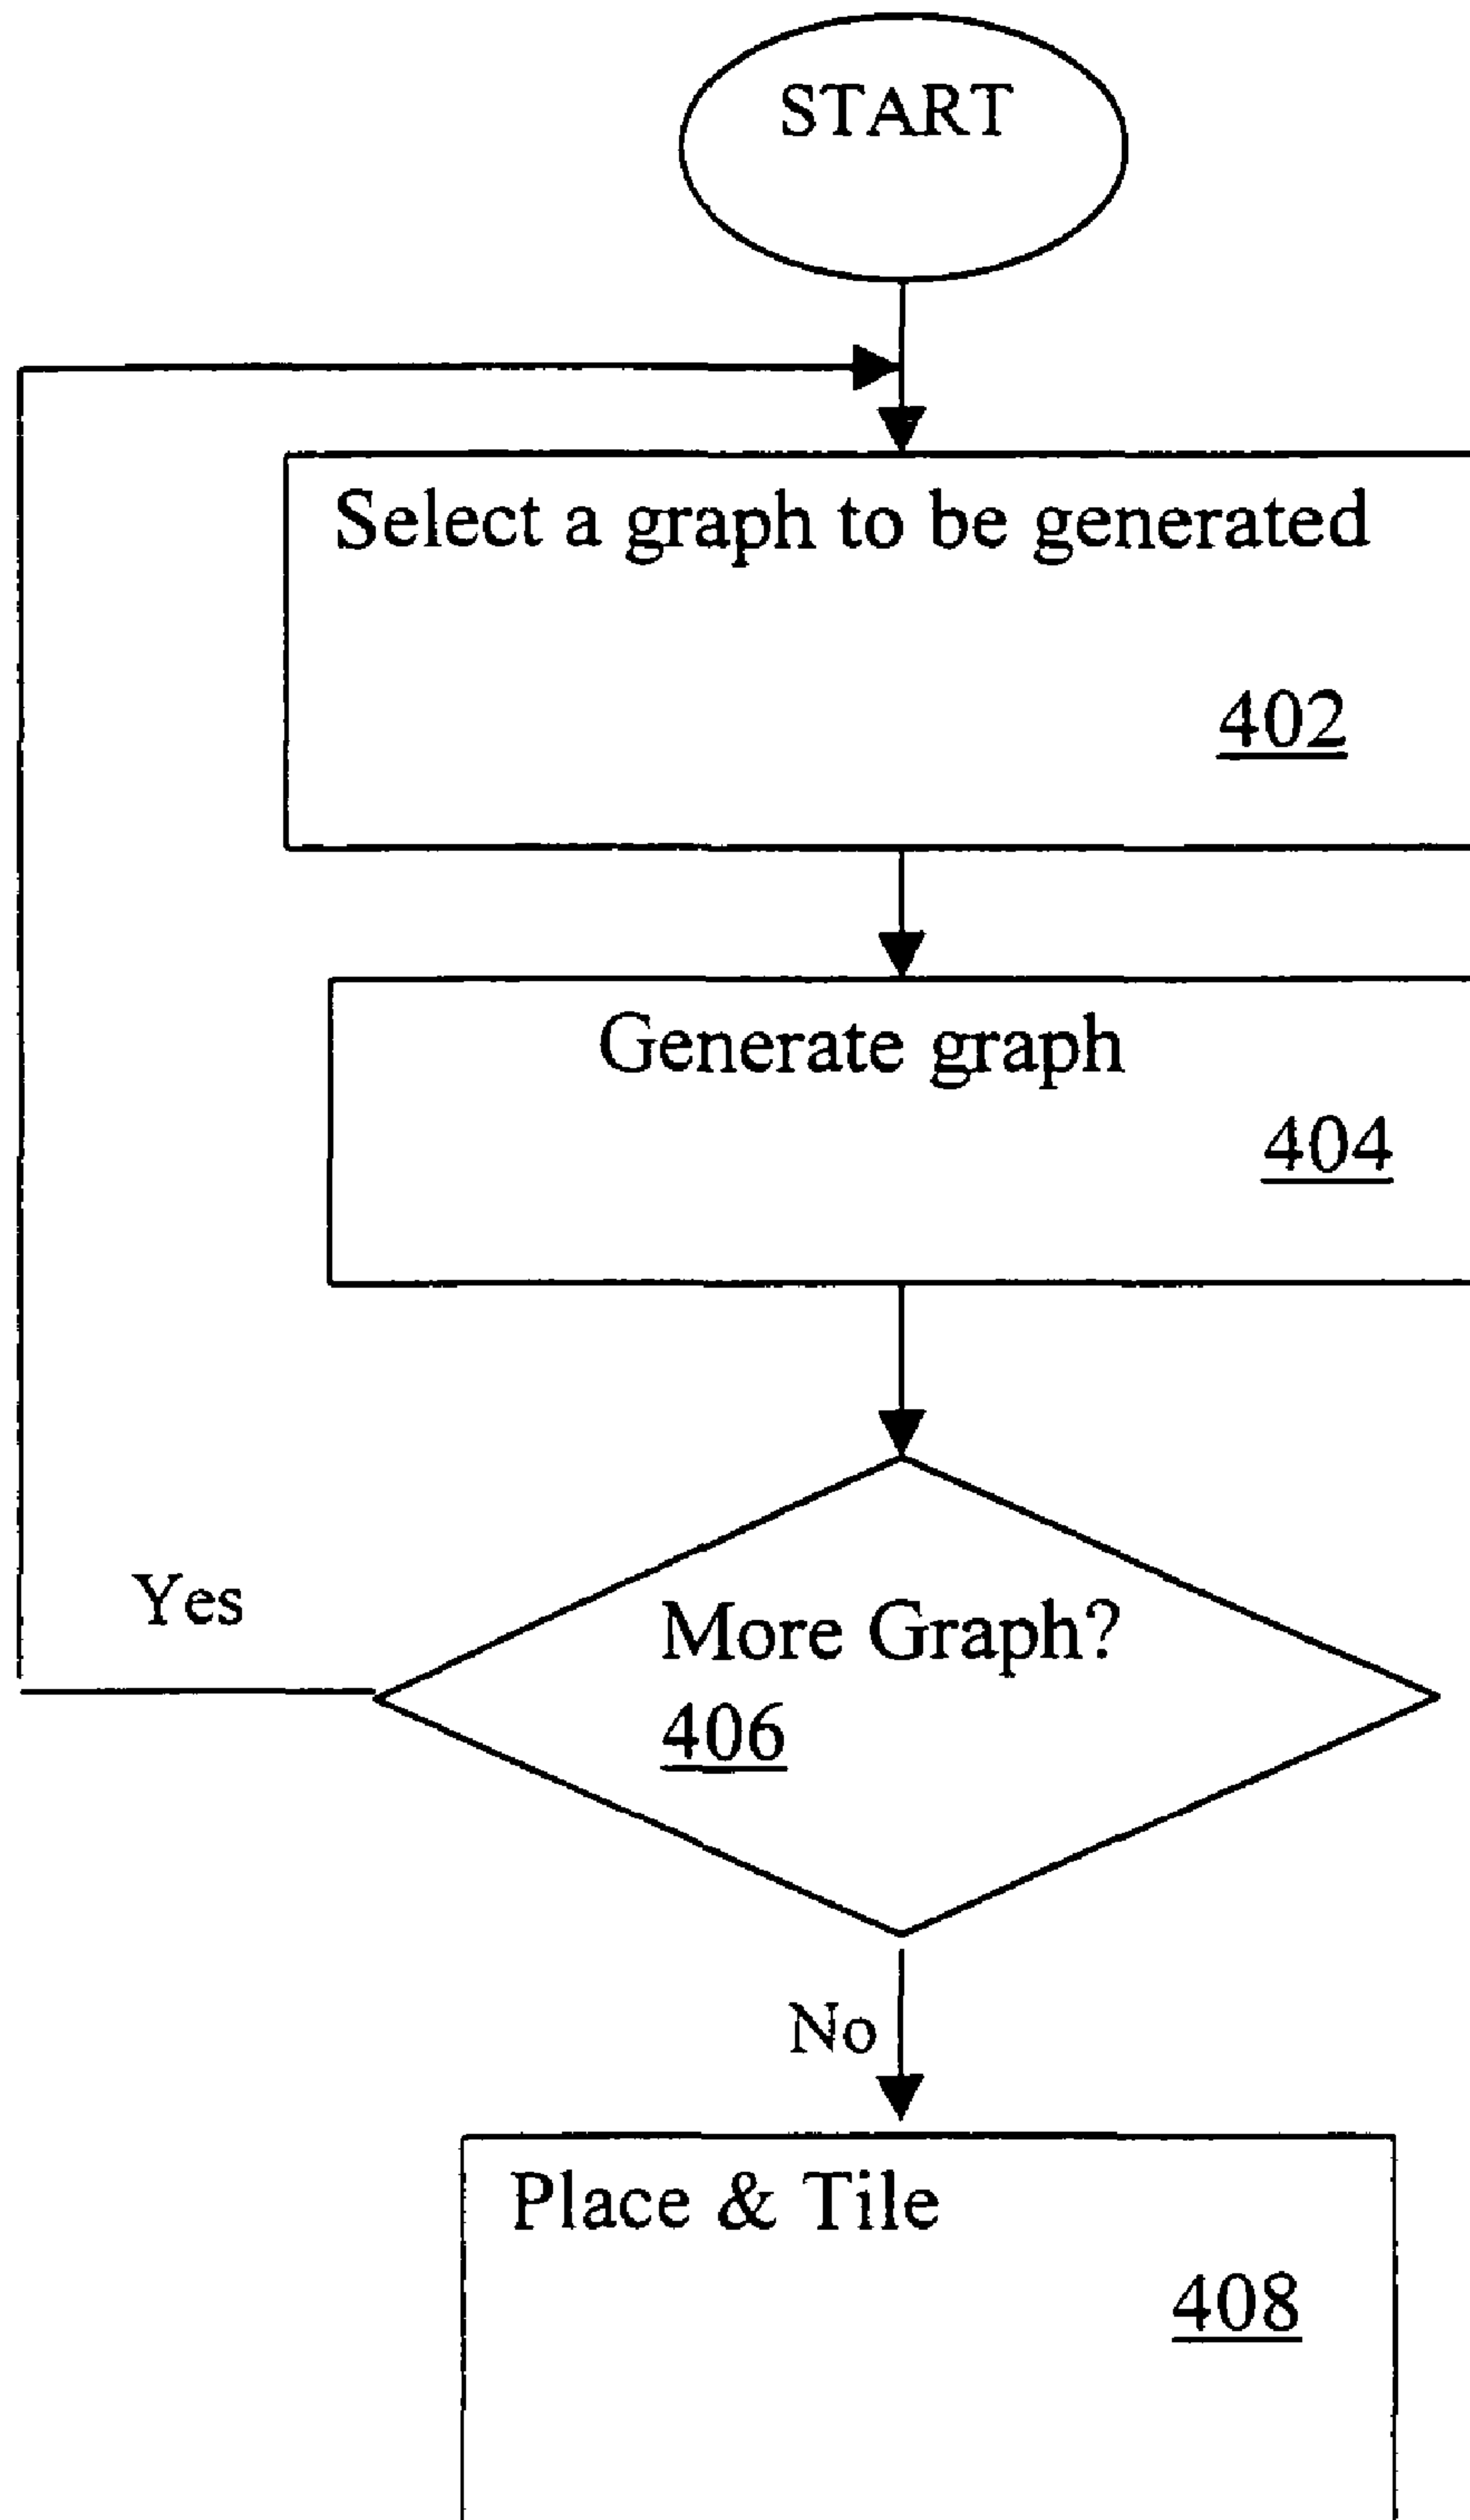 START
Select a graph to be generated
402
Generate graph
404
Yes
More Graph?
406
No
Place & Tile
408